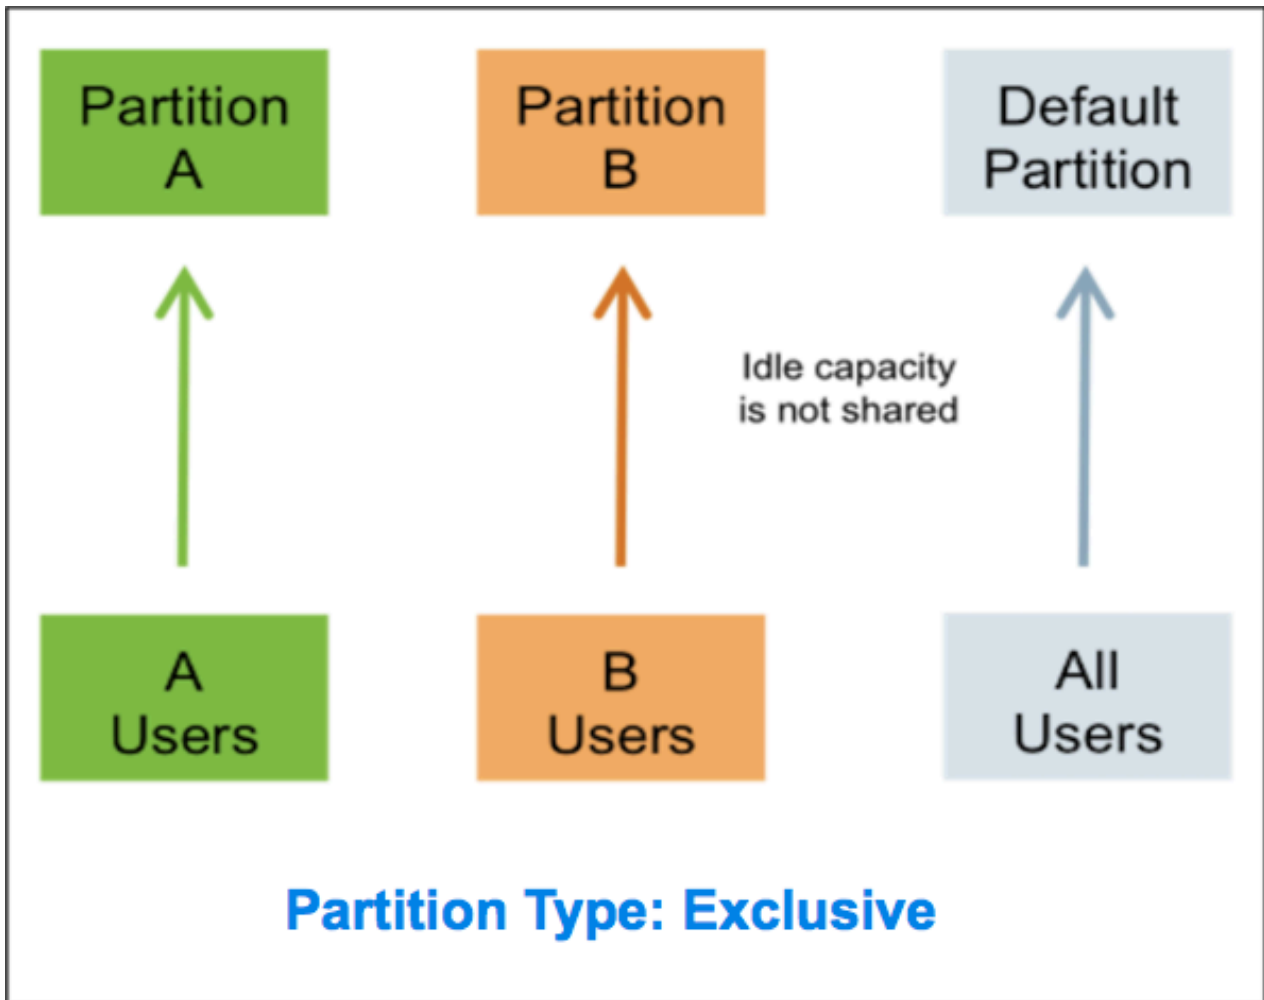 Partition
A
Partition
B
Default
Partition
Idle capacity
is not shared
A
Users
B
Users
All
Users
Partition Type: Exclusive